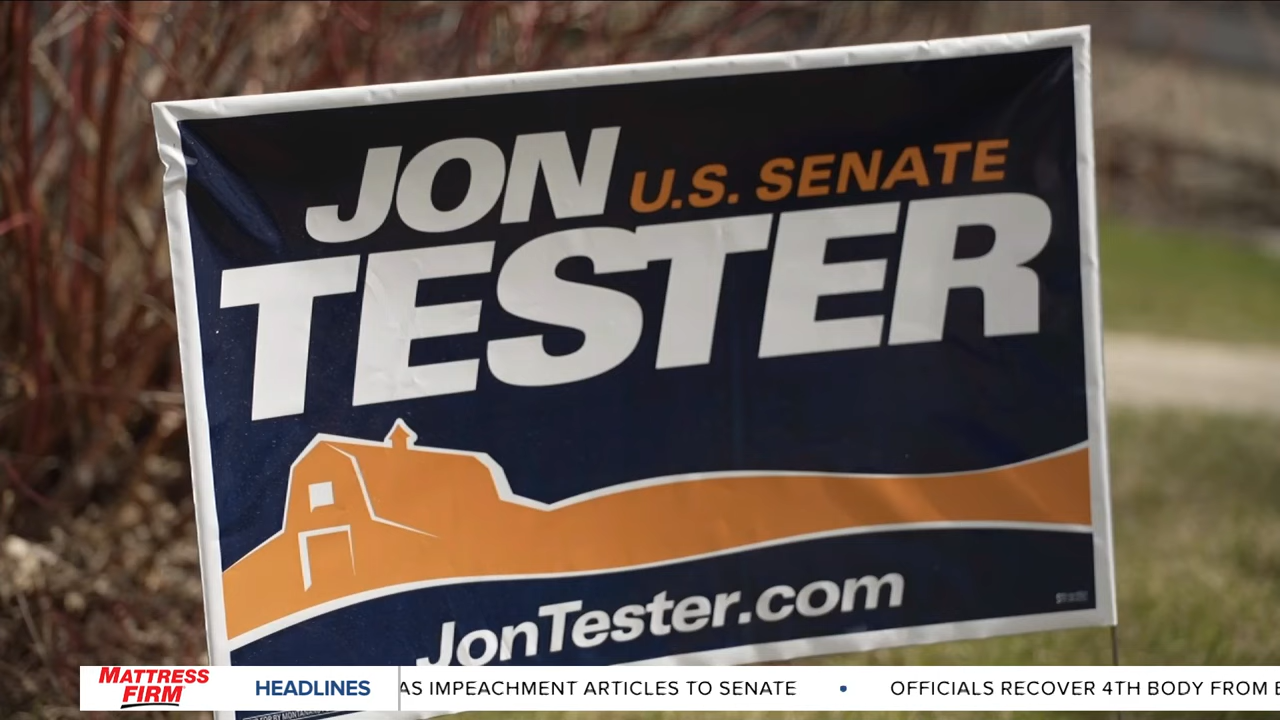 JON
U.S. SENATE
TESTER
JonTester.com
MATTRESS
FIRM
HEADLINES
AS IMPEACHMENT ARTICLES TO SENATE • OFFICIALS RECOVER 4TH BODY FROM